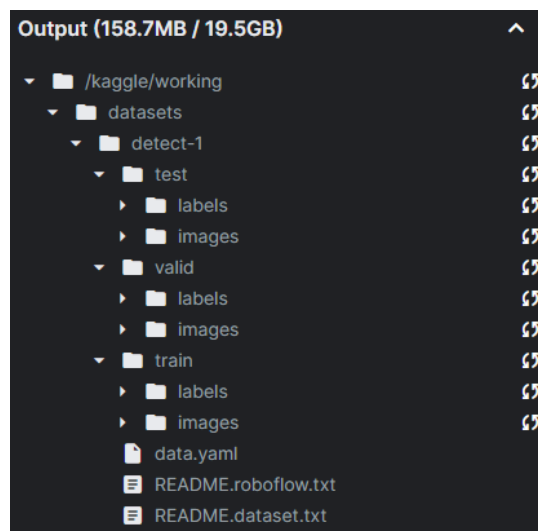 Output (158.7MB / 19.5GB)
/kaggle/working
datasets
detect-1
test
labels
images
valid
labels
images
train
labels
images
data.yaml
README.roboflow.txt
README.dataset.txt